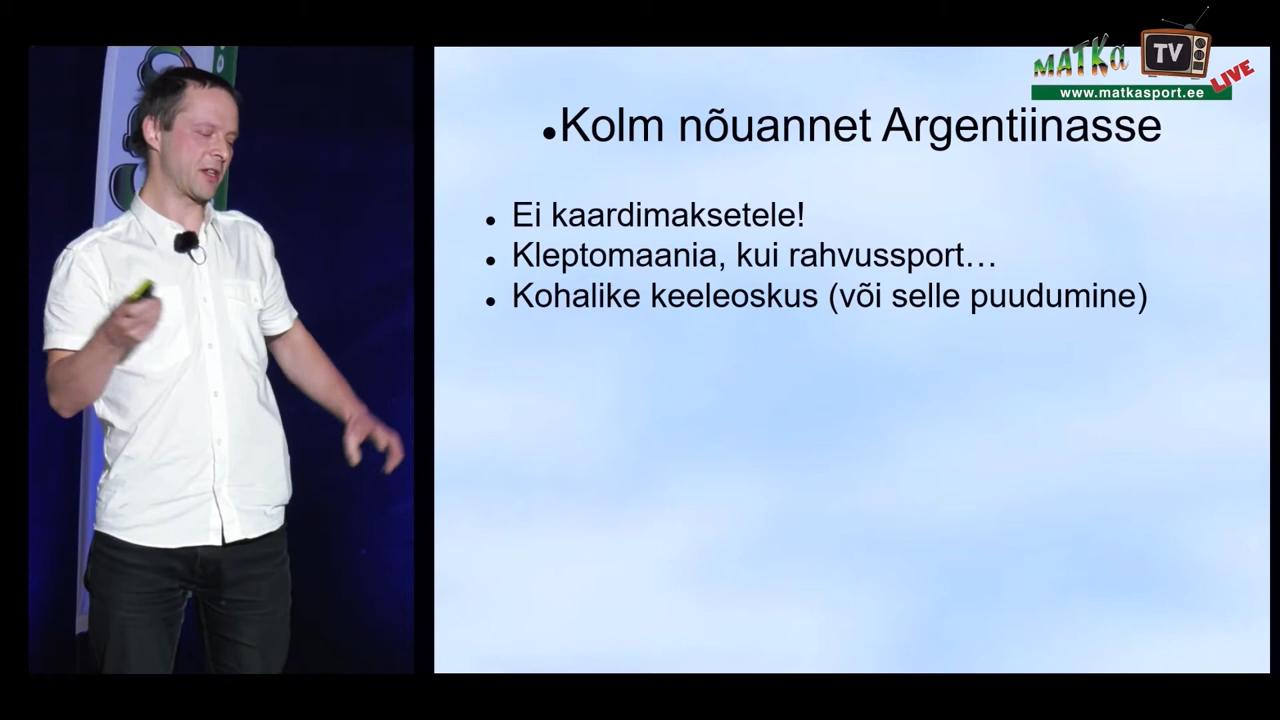 MATKa TV LIVE
www.matkasport.ee
•Kolm nõuannet Argentiinasse
• Ei kaardimaksetele!
• Kleptomaania, kui rahvussport…
• Kohalike keeleoskus (või selle puudumine)